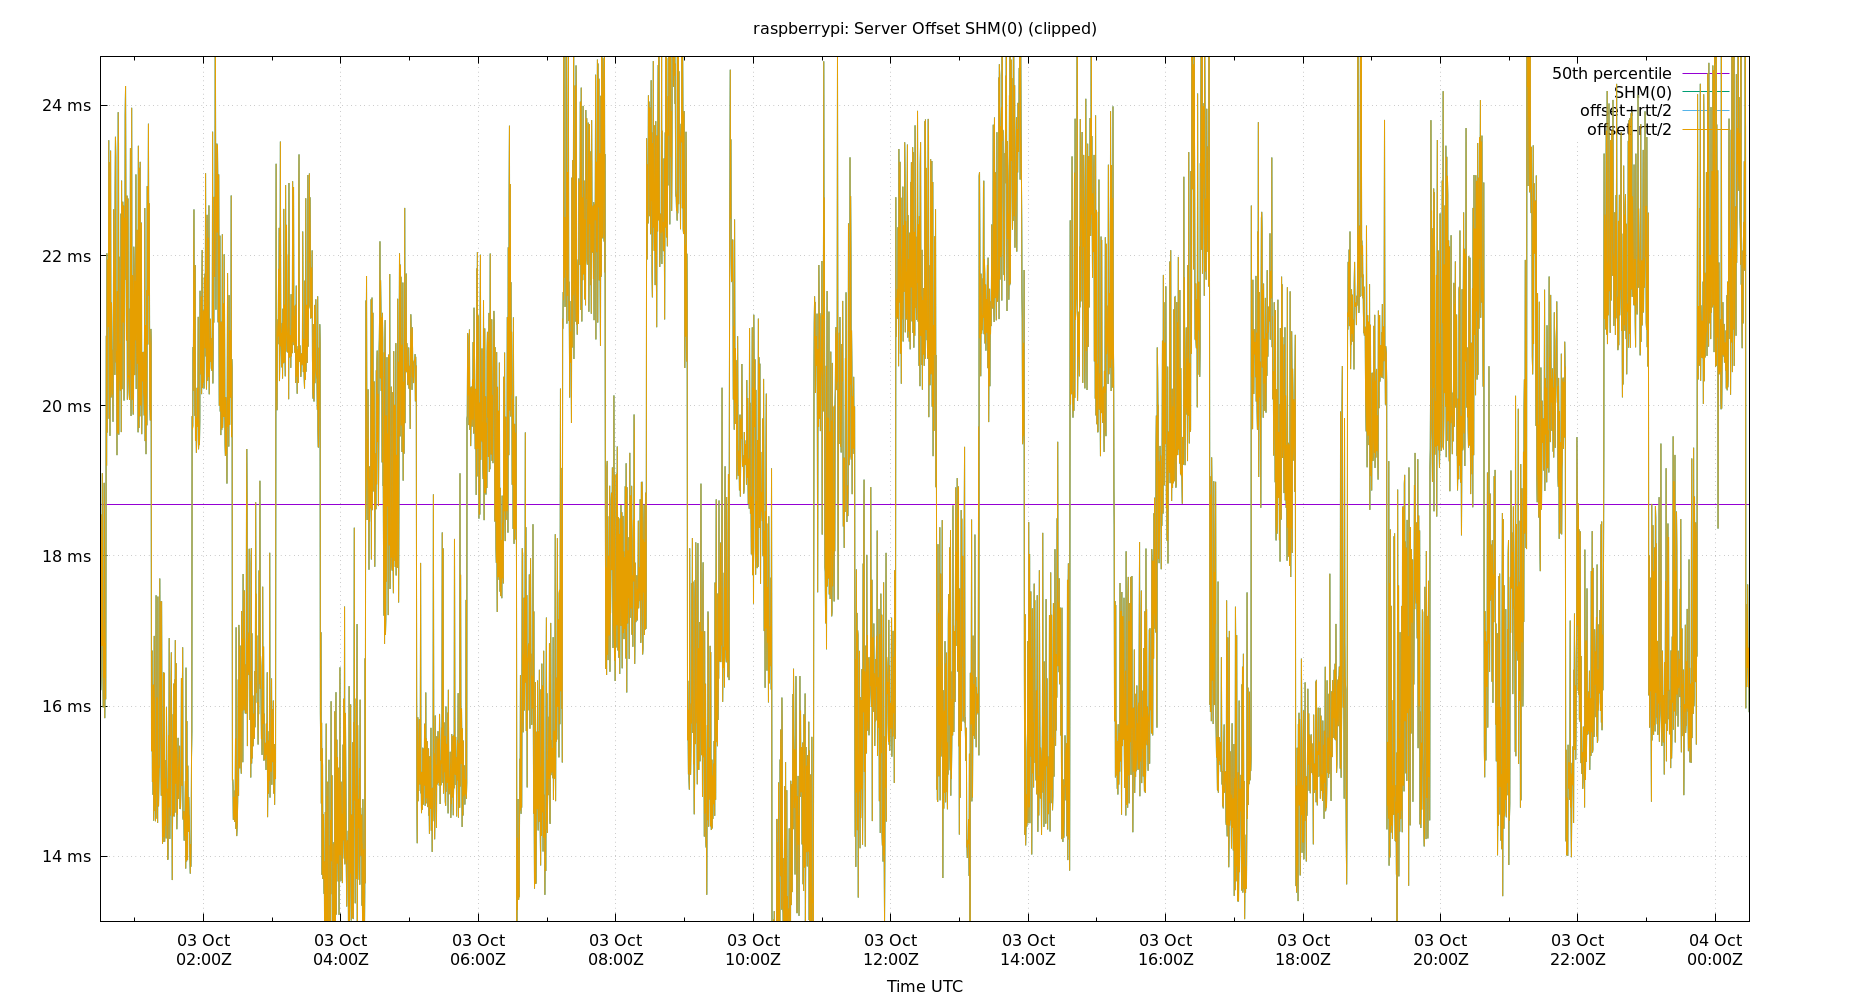 raspberrypi: Server Offset SHM(0) (clipped)
50th percentile
SHM(0)
offset+rtt/2
offset-rtt/2
24 ms
22 ms
20 ms
18 ms
16 ms
14 ms
03 Oct 03 Oct 03 Oct 03 Oct 03 Oct 03 Oct 03 Oct 03 Oct 03 Oct 03 Oct 03 Oct 04 Oct
02:00Z 04:00Z 06:00Z 08:00Z 10:00Z 12:00Z 14:00Z 16:00Z 18:00Z 20:00Z 22:00Z 00:00Z
Time UTC